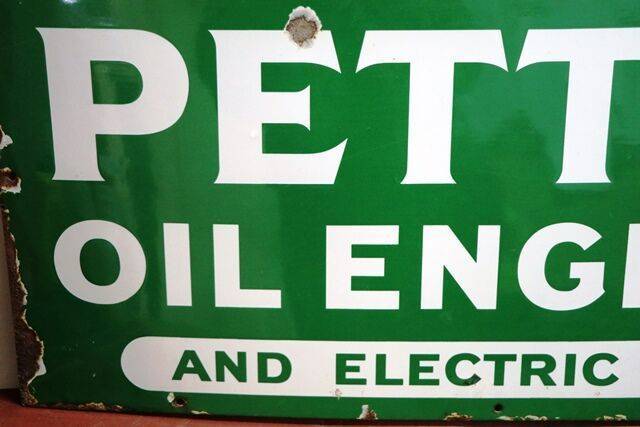 PETT
OIL ENGI
AND ELECTRIC